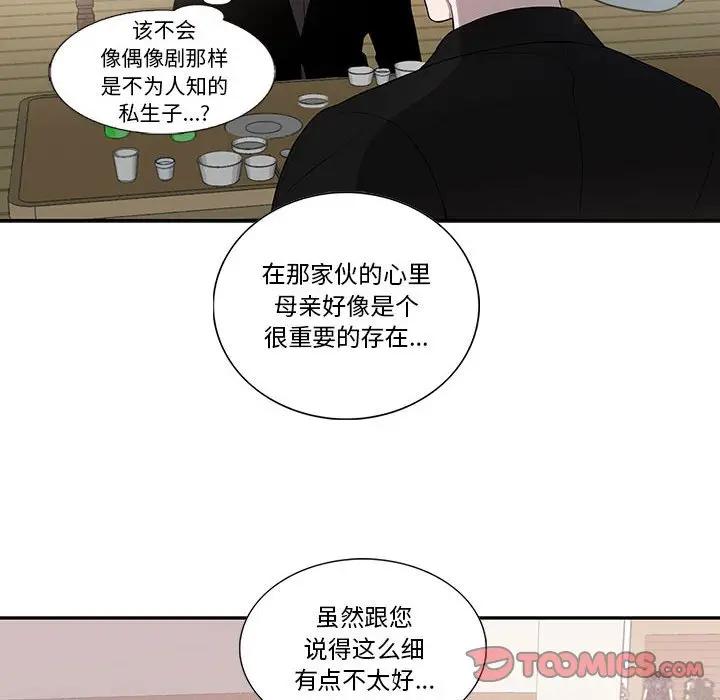 该不会
像偶像剧那样
是不为人知的
私生子...?
在那家伙的心里
母亲好像是个
很重要的存在...
虽然跟您
说得这么细
有点不太好...
TOOMICS.com